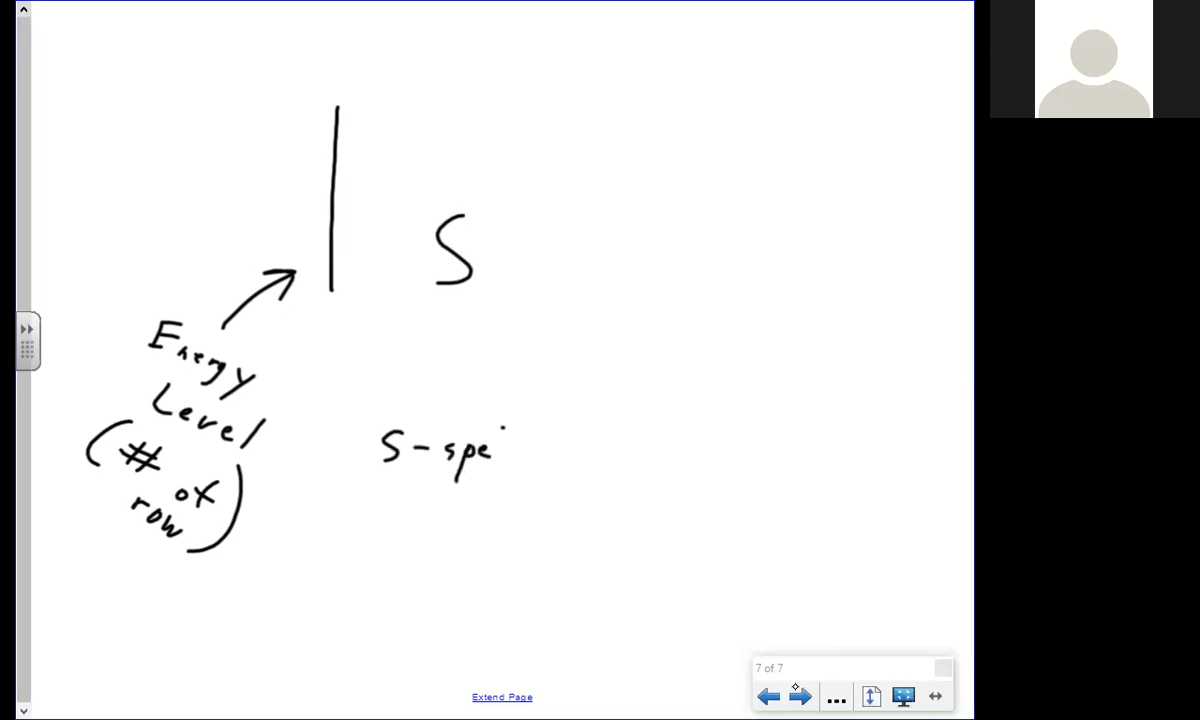 1 S
Energy
Level
(# of
row)
S-spe
7 of 7
Extend Page